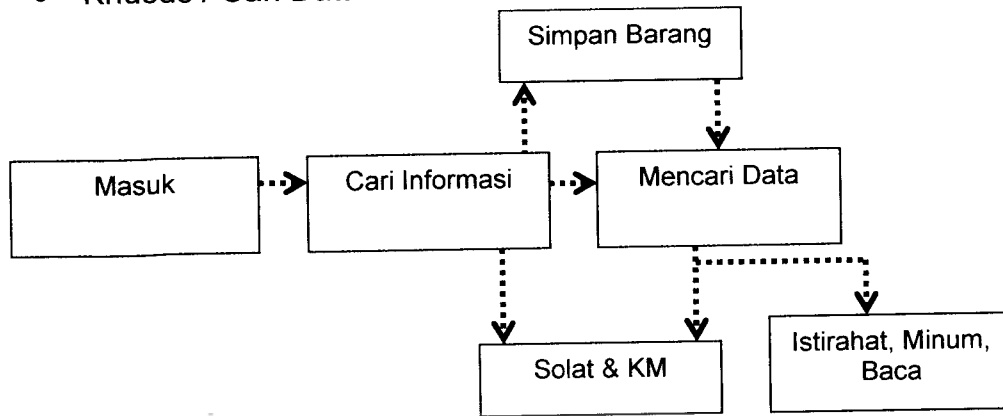 Simpan Barang
Masuk
Cari Informasi
Mencari Data
Solat & KM
Istirahat, Minum,
Baca